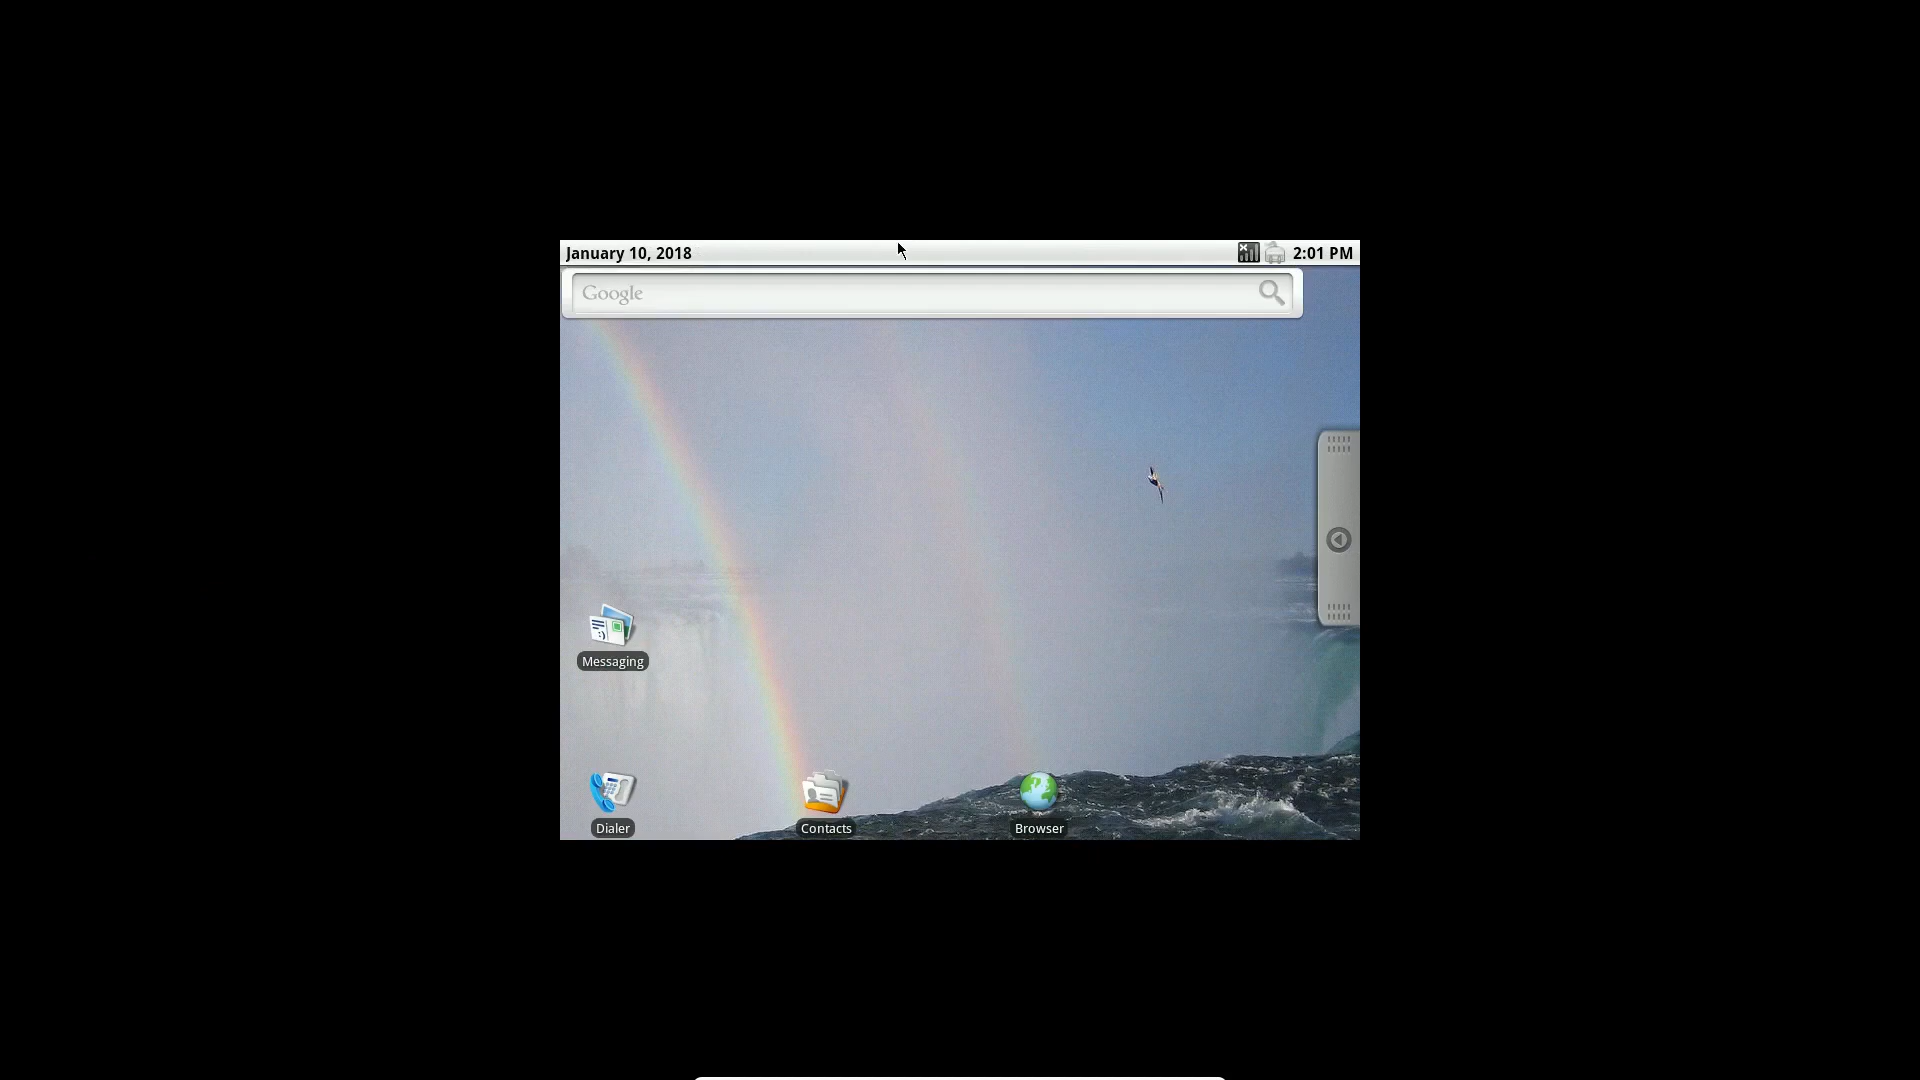 January 10, 2018
2:01 PM
Google
Messaging
Dialer
Contacts
Browser